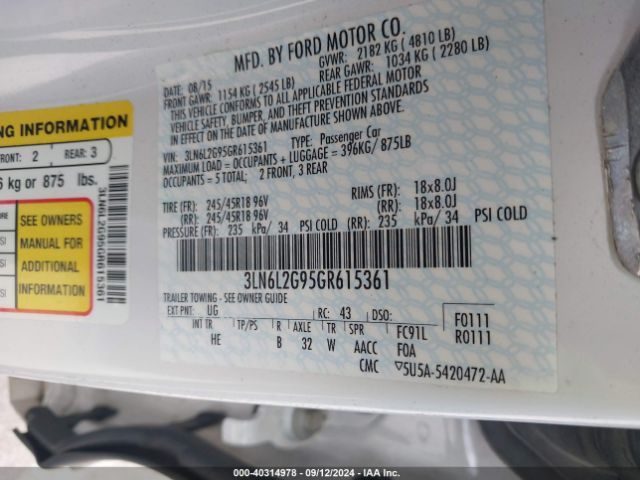 MFD. BY FORD MOTOR CO.
DATE: 08/15 GVWR: 2182 KG ( 4810 LB)
FRONT GAWR: 1154 KG ( 2545 LB) REAR GAWR: 1034 KG ( 2280 LB)
THIS VEHICLE CONFORMS TO ALL APPLICABLE FEDERAL MOTOR
VEHICLE SAFETY, BUMPER, AND THEFT PREVENTION STANDARDS
IN EFFECT ON THE DATE OF MANUFACTURE SHOWN ABOVE.
VIN: 3LN6L2G95GR615361 TYPE: Passenger Car
MAXIMUM LOAD = OCCUPANTS + LUGGAGE = 396KG/ 875LB
OCCUPANTS = 5 TOTAL: 2 FRONT, 3 REAR
TIRE (FR): 245/45R18 96V RIMS (FR): 18x8.0J
(RR): 245/45R18 96V (RR): 18x8.0J
PRESSURE (FR): 235 kPa/ 34 PSI COLD (RR): 235 kPa/ 34 PSI COLD
3LN6L2G95GR615361
TRAILER TOWING - SEE OWNER GUIDE
EXT PNT: UG RC: 43 DSO: F0111
INT TR TP/PS R AXLE TR SPR FC91L R0111
HE B 32 W AACC F0A
CMC 5U5A-5420472-AA
NG INFORMATION
FRONT: 2 REAR: 3
6 kg or 875 lbs.
SEE OWNERS
MANUAL FOR
ADDITIONAL
INFORMATION
3LN6L2G95GR615361
000-40314978 - 09/12/2024 - IAA Inc.